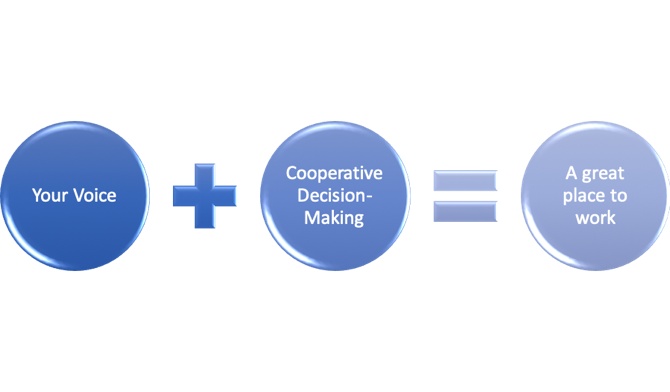 Your Voice
Cooperative
Decision-
Making
A great
place to
work